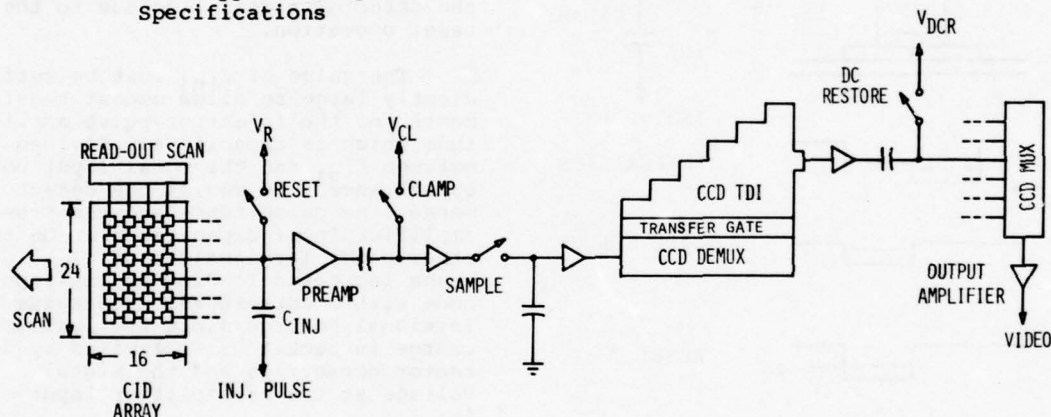 Specifications
V_DCR
DC
RESTORE
V_R
V_CL
READ-OUT SCAN
RESET
CLAMP
CCD TDI
CCD MUX
TRANSFER GATE
CCD DEMUX
24
SCAN
PREAMP
SAMPLE
C_INJ
OUTPUT
AMPLIFIER
16
VIDEO
CID
ARRAY
INJ. PULSE